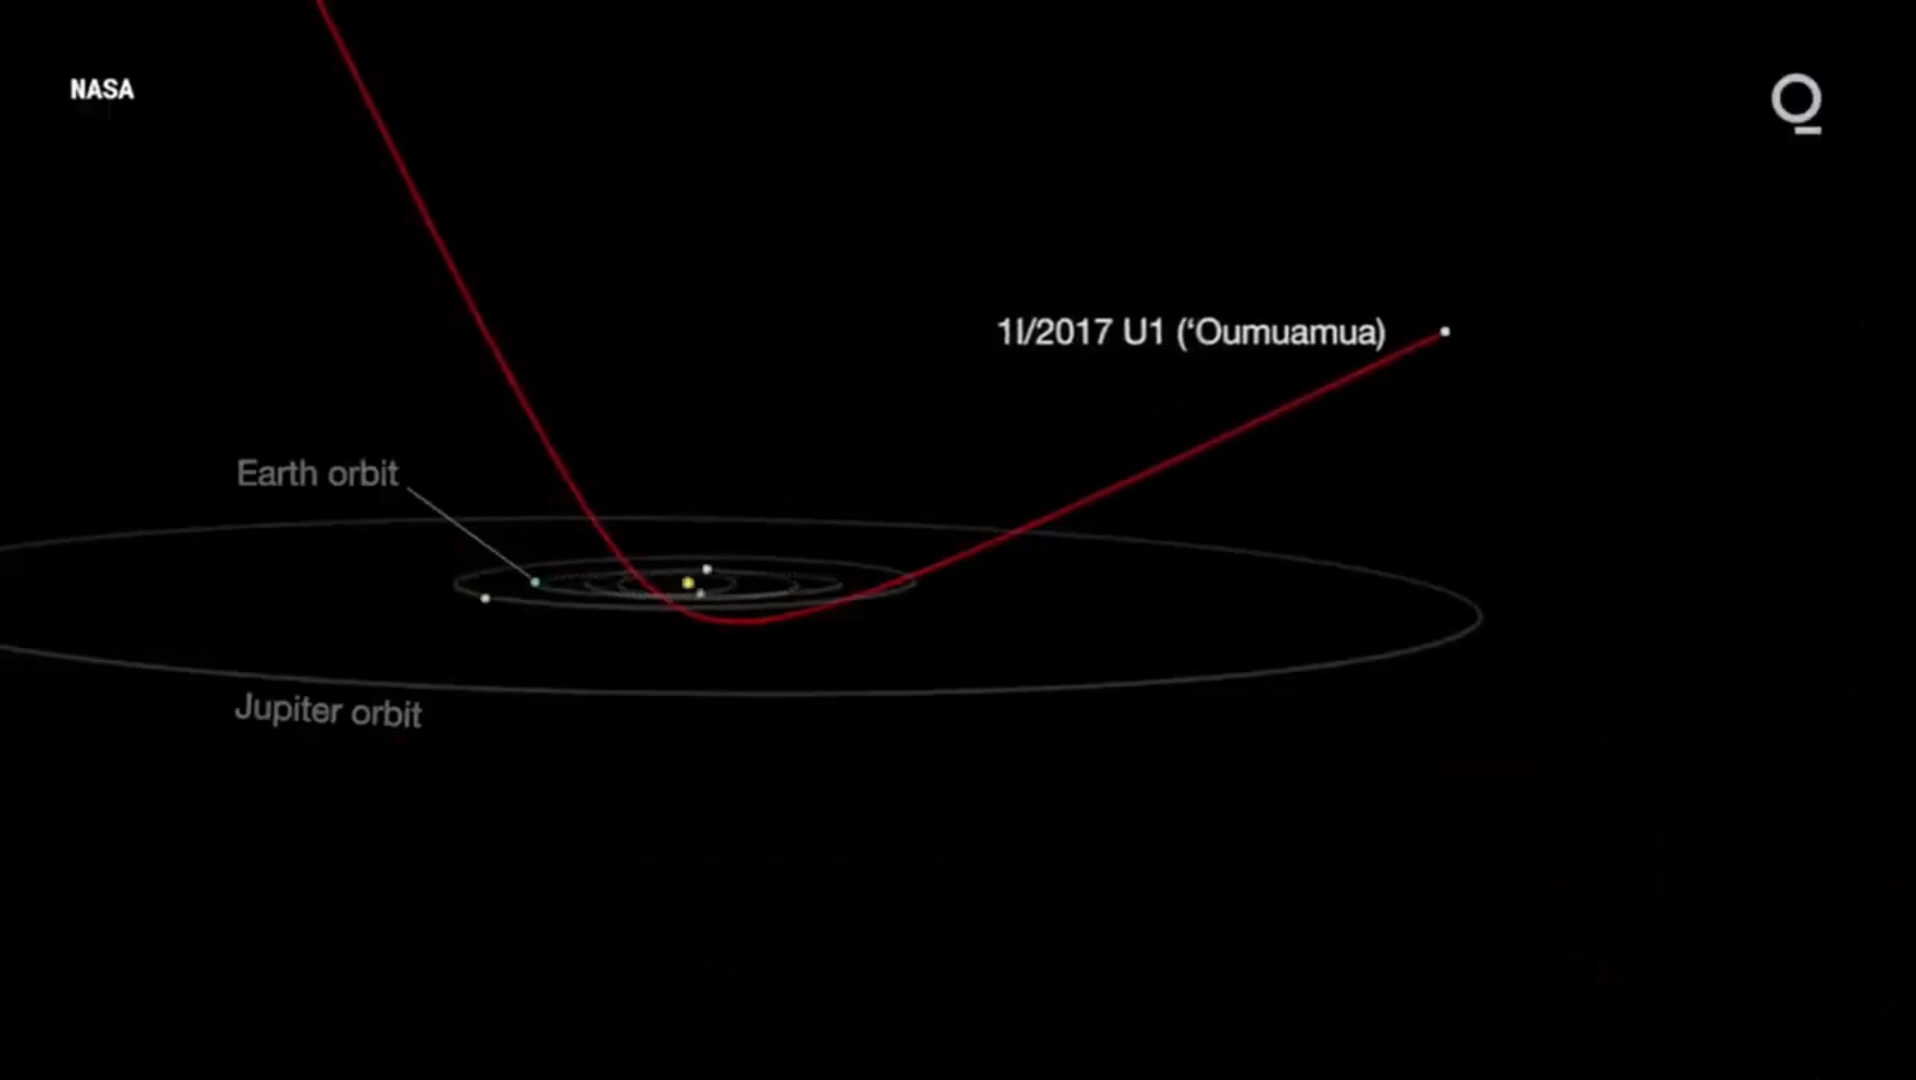 NASA
1I/2017 U1 (‘Oumuamua)
Earth orbit
Jupiter orbit